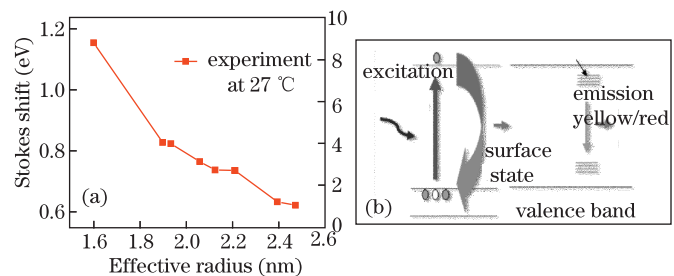 1.2
1.0
0.8
0.6
Stokes shift (eV)
10
8
6
4
2
0
experiment
at 27 ℃
(a)
1.6
1.8
2.0
2.2
2.4
2.6
Effective radius (nm)
excitation
emission
yellow/red
surface
state
(b)
valence band